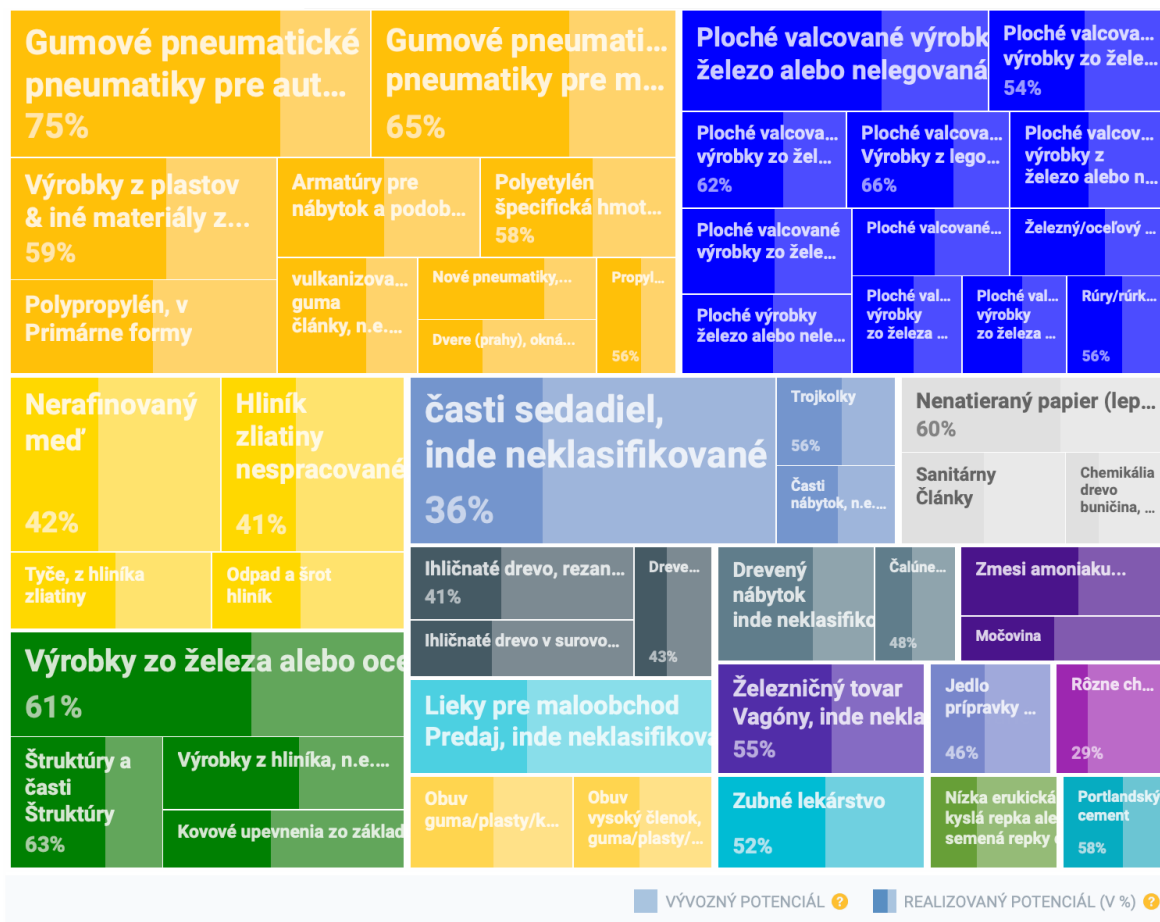 Gumové pneumatické
pneumatiky pre aut...
75%
Gumové pneumati...
pneumatiky pre m...
65%
Výrobky z plastov
& iné materiály z...
59%
Armatúry pre
nábytok a podob...
Polyetylén
špecifická hmot...
58%
Polypropylén, v
Primárne formy
vulkanizova...
guma
články, n.e....
Nové pneumatiky,...
Dvere (prahy), okná...
Propyl...
56%
Ploché valcované výrobk
železo alebo nelegovaná
Ploché valcova...
výrobky zo žele...
54%
Ploché valcova...
výrobky zo žel...
62%
Ploché valcova...
Výrobky z lego...
66%
Ploché valcov...
výrobky z
železo alebo n...
Ploché valcované
výrobky zo žele...
Ploché valcované...
Železný/oceľový ...
Ploché výrobky
železo alebo nele...
Ploché val...
výrobky
zo železa ...
Ploché val...
výrobky
zo železa ...
Rúry/rúrk...
56%
Nerafinovaný
meď
42%
Hliník
zliatiny
nespracované
41%
Tyče, z hliníka
zliatiny
Odpad a šrot
hliník
časti sedadiel,
inde neklasifikované
36%
Trojkolky
56%
Časti
nábytok, n.e....
Nenatieraný papier (lep...
60%
Sanitárny
Články
Chemikália
drevo
buničina, ...
Ihličnaté drevo, rezan...
41%
Ihličnaté drevo v surovo...
Dreve...
43%
Drevený
nábytok
inde neklasifiko
Čalúne...
48%
Zmesi amoniaku...
Močovina
Výrobky zo železa alebo oce
61%
Štruktúry a
časti
Štruktúry
63%
Výrobky z hliníka, n.e....
Kovové upevnenia zo základ
Lieky pre maloobchod
Predaj, inde neklasifikova
Železničný tovar
Vagóny, inde nekla
55%
Jedlo
prípravky ...
46%
Rôzne ch...
29%
Obuv
guma/plasty/k...
Obuv
vysoký členok,
guma/plasty/...
Zubné lekárstvo
52%
Nízka erukická
kyslá repka ale
semená repky
Portlandský
cement
58%
VÝVOZNÝ POTENCIÁL ?
REALIZOVANÝ POTENCIÁL (V %) ?